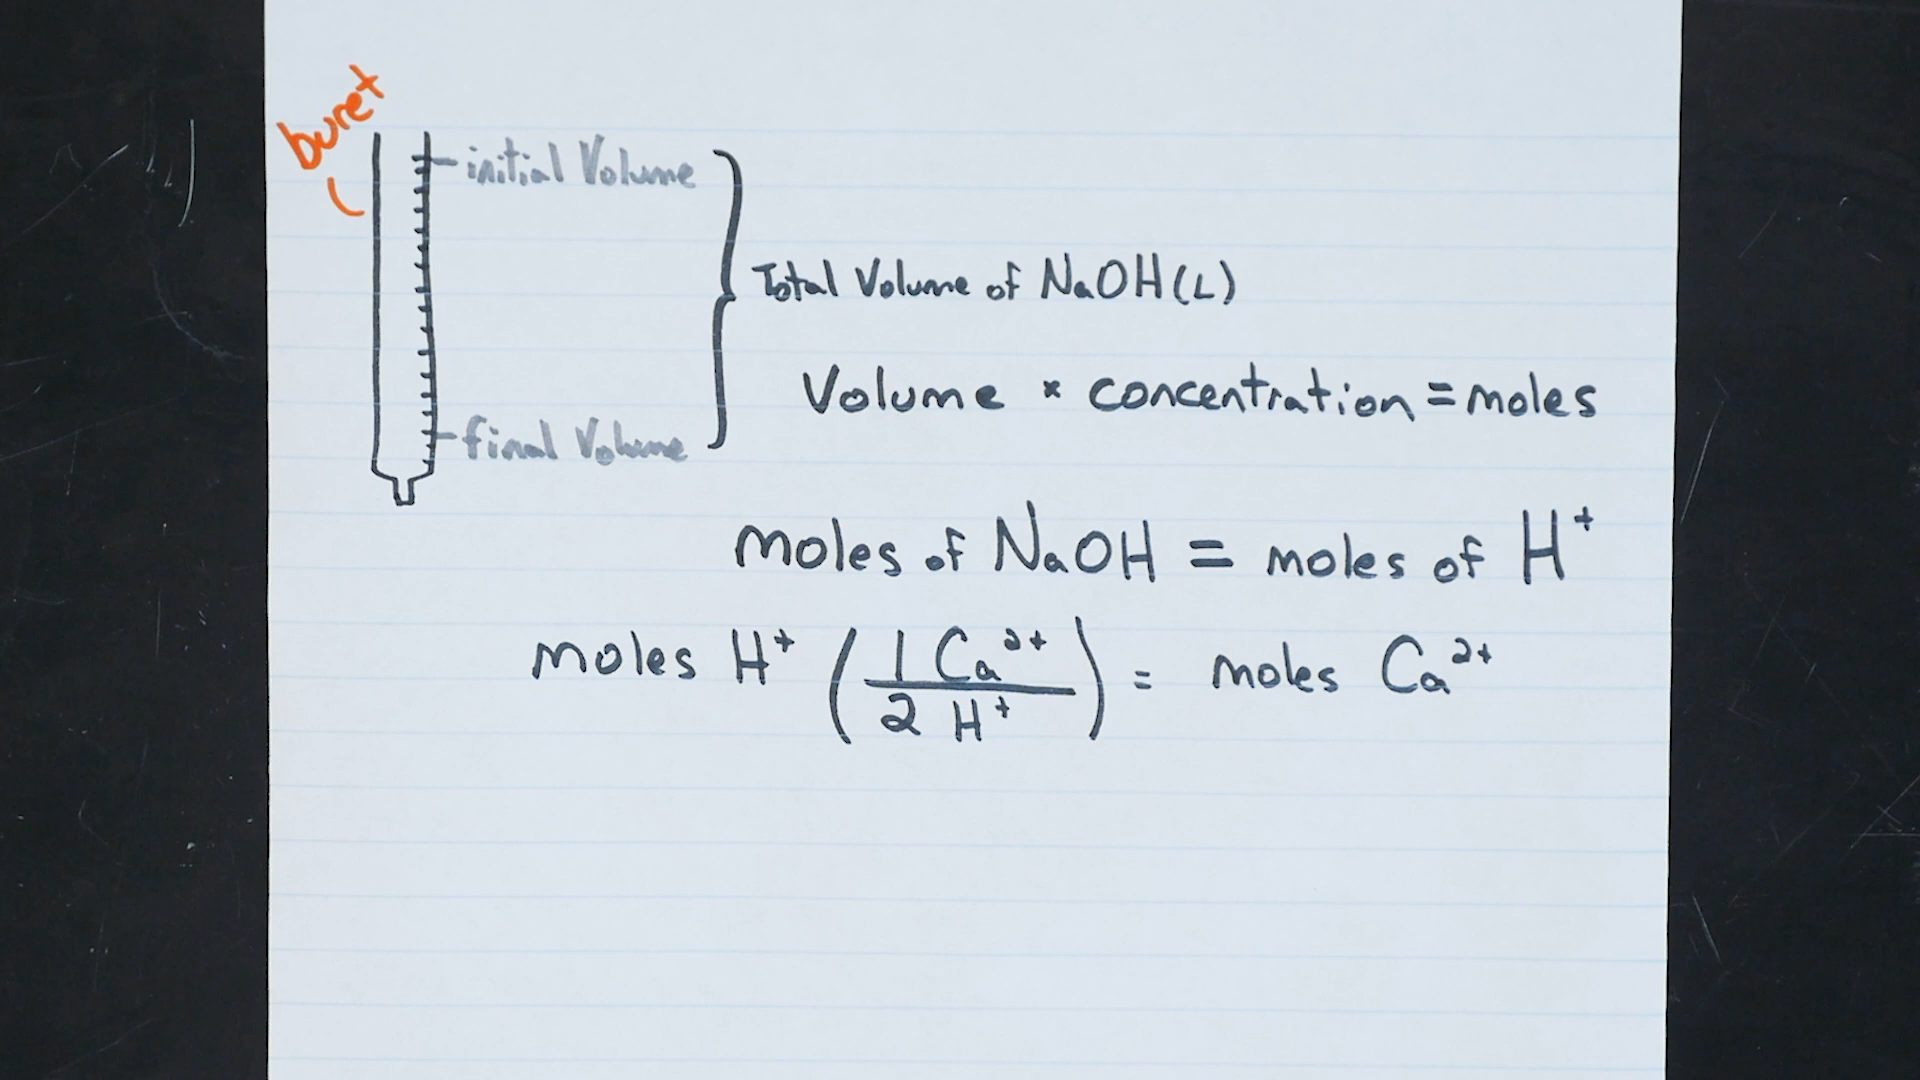 buret
initial Volume
Total Volume of NaOH (L)
Volume × concentration = moles
final Volume
moles of NaOH = moles of H⁺
moles H⁺ (1 Ca²⁺ / 2 H⁺) = moles Ca²⁺